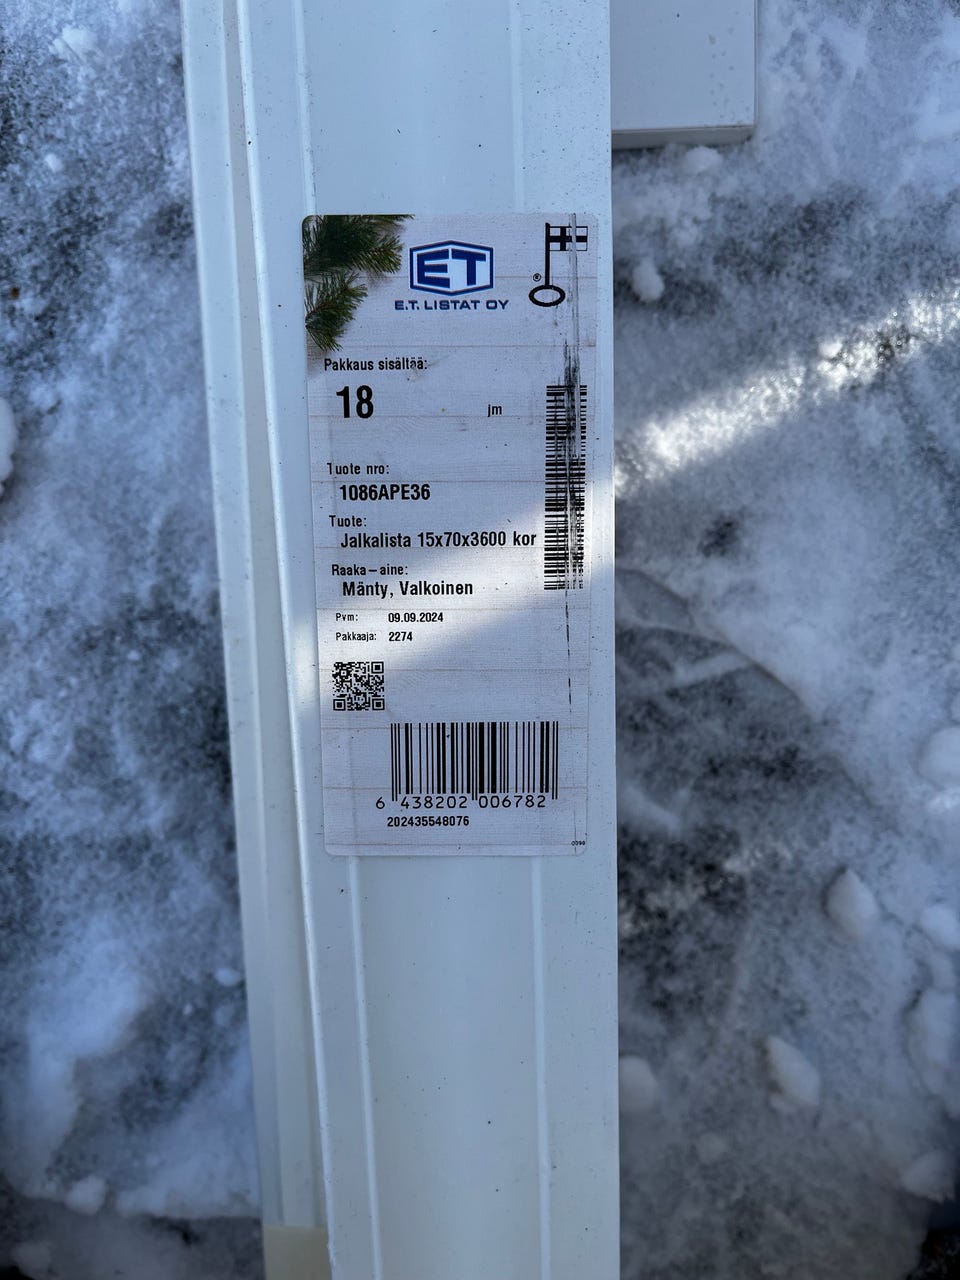 ET
E.T. LISTAT OY
®
Pakkaus sisältää:
18 jm
Tuote nro:
1086APE36
Tuote:
Jalkalista 15x70x3600 kor
Raaka-aine:
Mänty, Valkoinen
Pvm: 09.09.2024
Pakkaaja: 2274
6 438202 006782
202435548076
0098